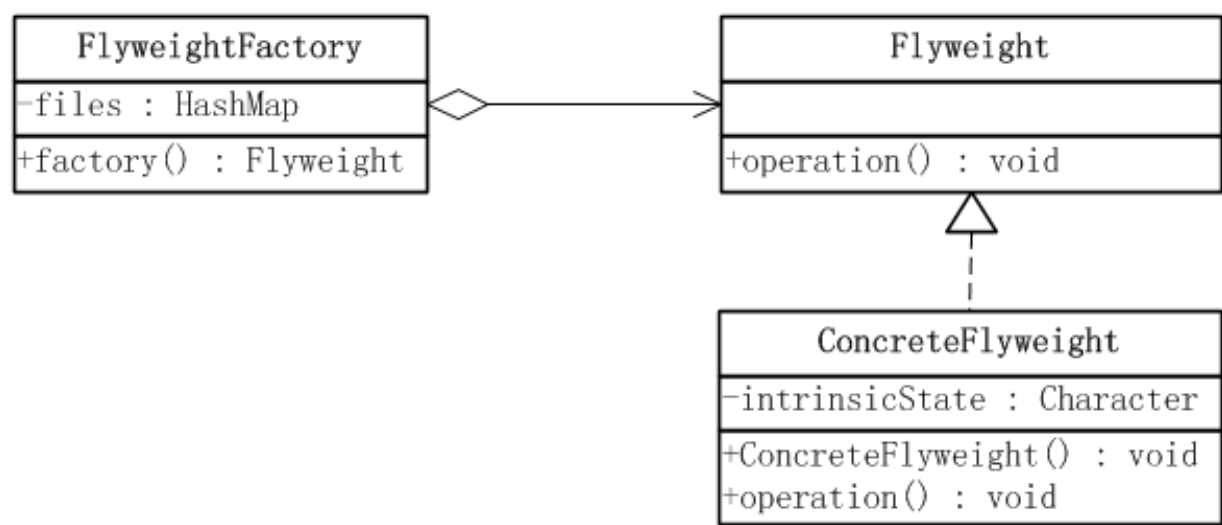 FlyweightFactory
-files : HashMap
+factory() : Flyweight
Flyweight
+operation() : void
ConcreteFlyweight
-intrinsicState : Character
+ConcreteFlyweight() : void
+operation() : void